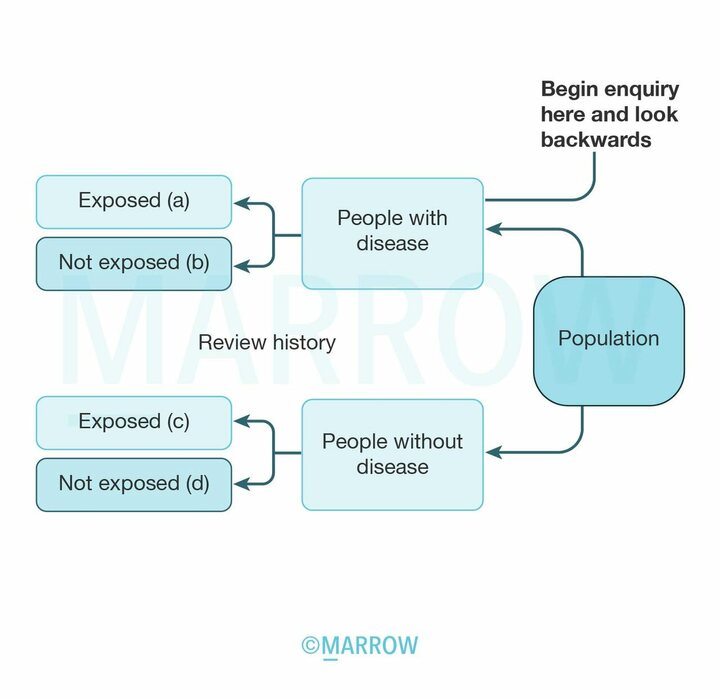 Begin enquiry
here and look
backwards
Exposed (a)
People with
disease
Not exposed (b)
MARROW
Review history
Population
Exposed (c)
People without
disease
Not exposed (d)
©MARROW